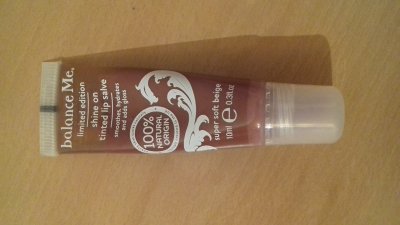 balance Me.
limited edition
shine on
tinted lip salve
smoothes, hydrates
and adds gloss
100%
NATURAL
ORIGIN
super soft beige
10ml e 0.3fl.oz